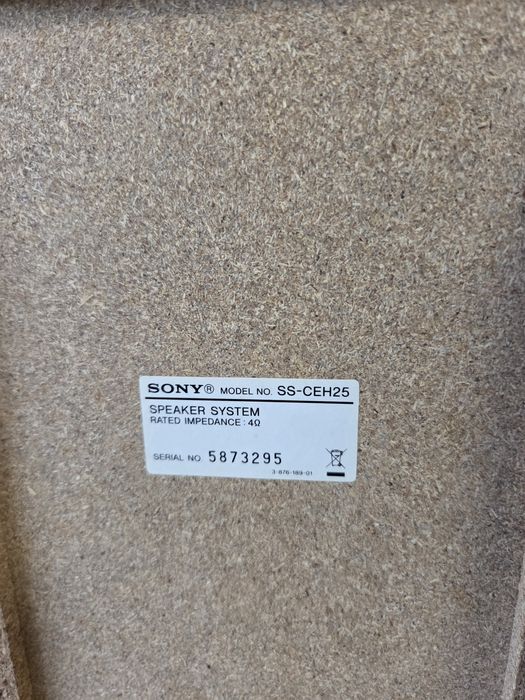 SONY® MODEL NO. SS-CEH25
SPEAKER SYSTEM
RATED IMPEDANCE : 4Ω
SERIAL NO. 5873295
3-876-189-01